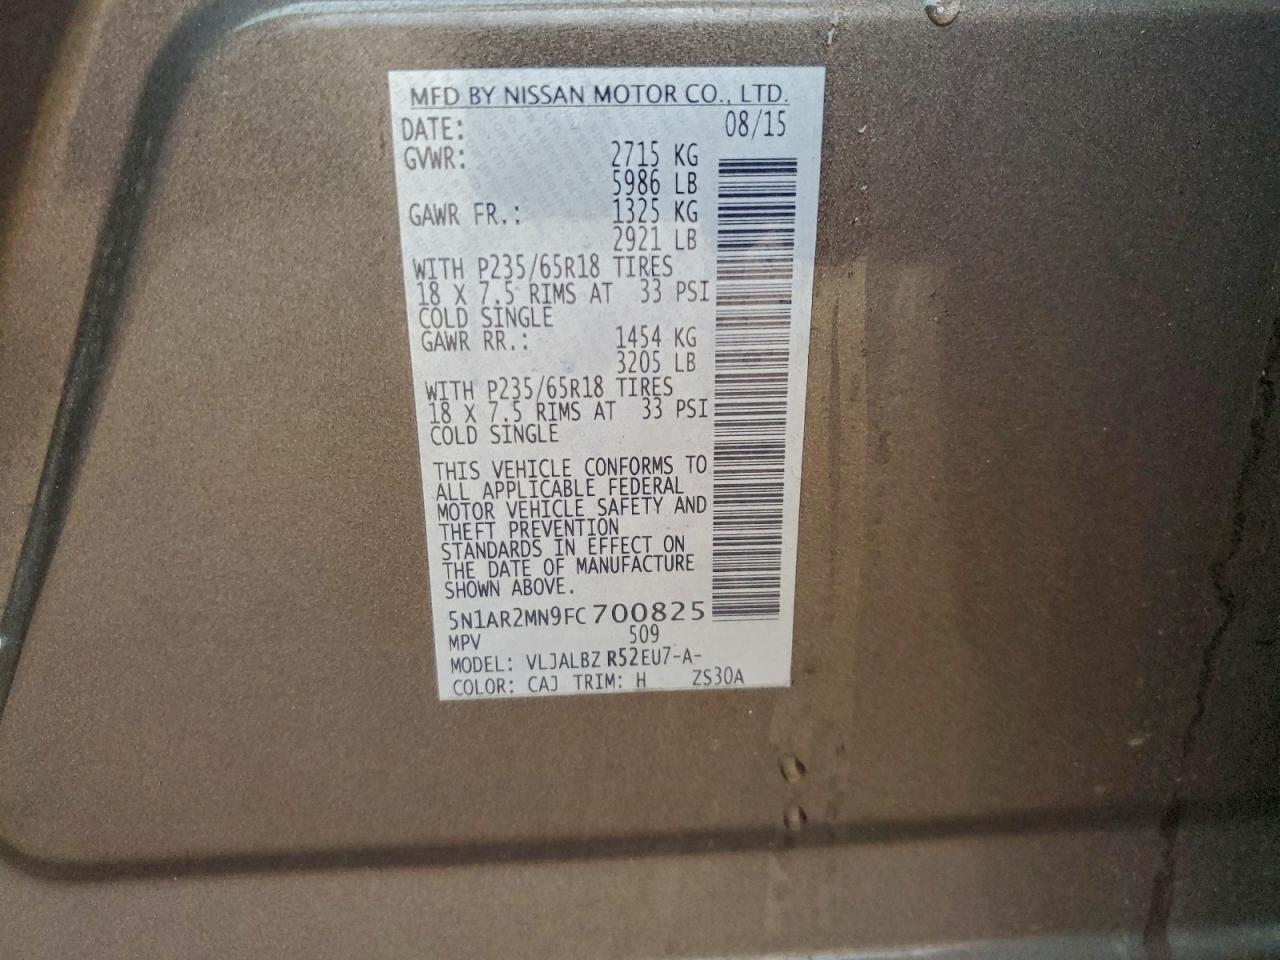 MFD BY NISSAN MOTOR CO., LTD.
DATE: 08/15
GVWR: 2715 KG
5986 LB
GAWR FR.: 1325 KG
2921 LB
WITH P235/65R18 TIRES
18 X 7.5 RIMS AT 33 PSI
COLD SINGLE
GAWR RR.: 1454 KG
3205 LB
WITH P235/65R18 TIRES
18 X 7.5 RIMS AT 33 PSI
COLD SINGLE
THIS VEHICLE CONFORMS TO
ALL APPLICABLE FEDERAL
MOTOR VEHICLE SAFETY AND
THEFT PREVENTION
STANDARDS IN EFFECT ON
THE DATE OF MANUFACTURE
SHOWN ABOVE.
5N1AR2MN9FC700825
MPV 509
MODEL: VLJALBZ R52EU7-A-
COLOR: CAJ TRIM: H ZS30A